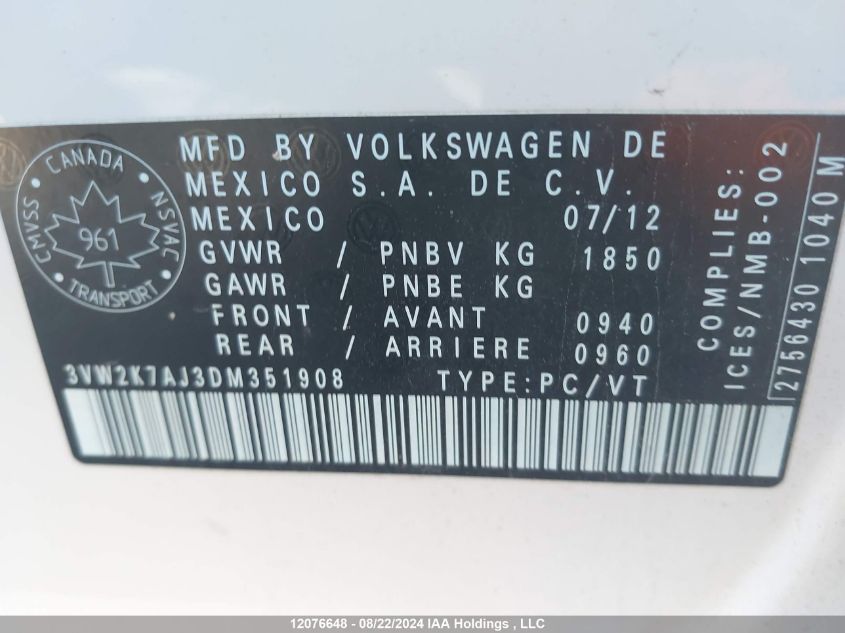 CANADA
CMVSS
NSVAC
961
TRANSPORT
MFD BY VOLKSWAGEN DE
MEXICO S.A. DE C.V.
MEXICO 07/12
GVWR / PNBV KG 1850
GAWR / PNBE KG
FRONT / AVANT 0940
REAR / ARRIERE 0960
3VW2K7AJ3DM351908 TYPE:PC/VT
COMPLIES:
ICES/NMB-002
2756430 1040 M
12076648 - 08/22/2024 IAA Holdings , LLC